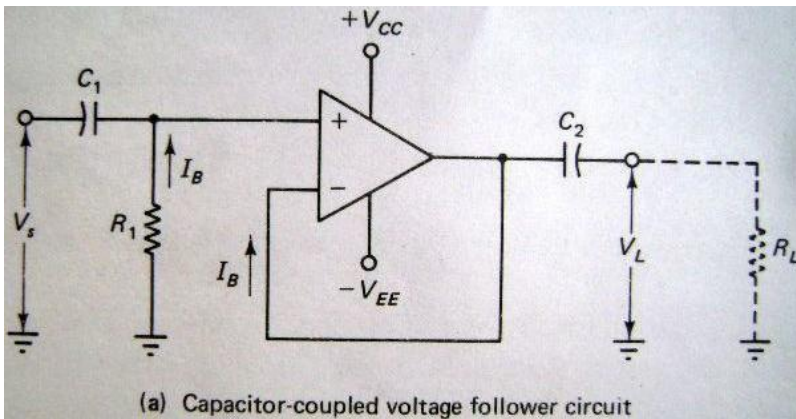 +V_CC
C_1
+
C_2
I_B
V_s
R_1
−
I_B
−V_EE
V_L
R_L
(a) Capacitor-coupled voltage follower circuit